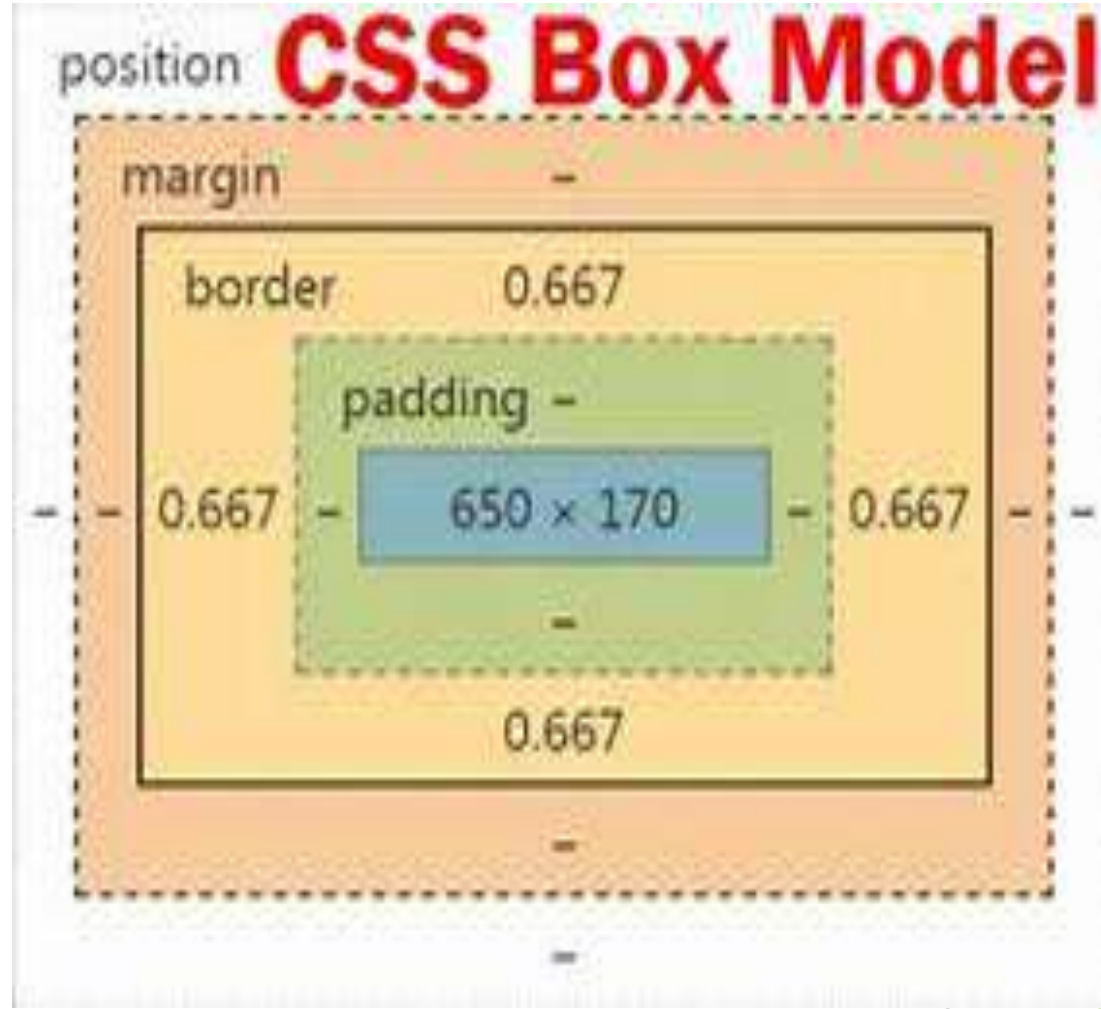 position CSS Box Model
margin -
border 0.667
padding -
- - 0.667 - 650 × 170 - 0.667 - -
-
0.667
-
-